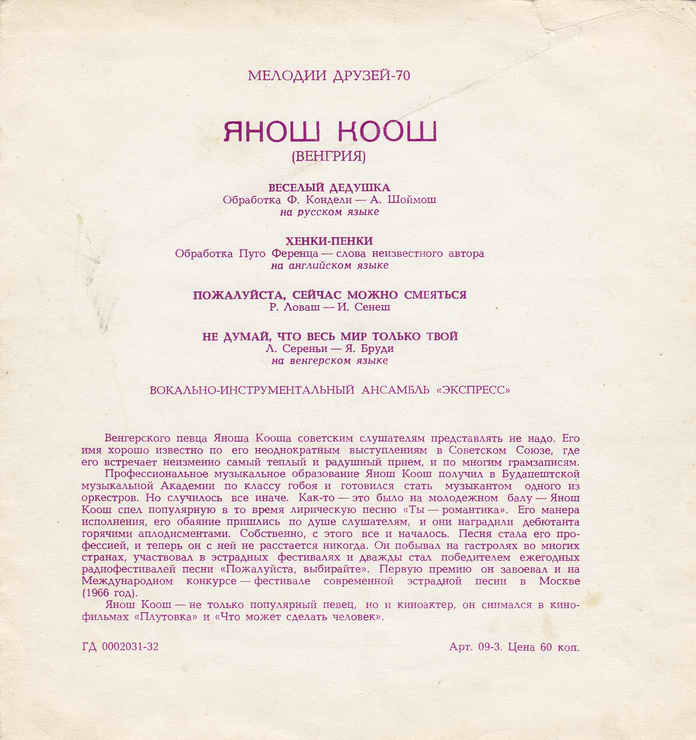 МЕЛОДИИ ДРУЗЕЙ-70
ЯНОШ КООШ
(ВЕНГРИЯ)
ВЕСЕЛЫЙ ДЕДУШКА
Обработка Ф. Кондели — А. Шоймош
на русском языке
ХЕНКИ-ПЕНКИ
Обработка Пуго Ференца — слова неизвестного автора
на английском языке
ПОЖАЛУЙСТА, СЕЙЧАС МОЖНО СМЕЯТЬСЯ
Р. Ловаш — И. Сенеш
НЕ ДУМАЙ, ЧТО ВЕСЬ МИР ТОЛЬКО ТВОЙ
Л. Сереньи — Я. Бруди
на венгерском языке
ВОКАЛЬНО-ИНСТРУМЕНТАЛЬНЫЙ АНСАМБЛЬ «ЭКСПРЕСС»
Венгерского певца Яноша Кооша советским слушателям представлять не надо. Его
имя хорошо известно по его неоднократным выступлениям в Советском Союзе, где
его встречает неизменно самый теплый и радушный прием, и по многим грамзаписям.
Профессиональное музыкальное образование Янош Коош получил в Будапештской
музыкальной Академии по классу гобоя и готовился стать музыкантом одного из
оркестров. Но случилось все иначе. Как-то — это было на молодежном балу — Янош
Коош спел популярную в то время лирическую песню «Ты — романтика». Его манера
исполнения, его обаяние пришлись по душе слушателям, и они наградили дебютанта
горячими аплодисментами. Собственно, с этого все и началось. Песня стала его про-
фессией, и теперь он с ней не расстается никогда. Он побывал на гастролях во многих
странах, участвовал в эстрадных фестивалях и дважды стал победителем ежегодных
радиофестивалей песни «Пожалуйста, выбирайте». Первую премию он завоевал и на
Международном конкурсе — фестивале современной эстрадной песни в Москве
(1966 год).
Янош Коош — не только популярный певец, но и киноактер, он снимался в кино-
фильмах «Плутовка» и «Что может сделать человек».
ГД 0002031-32
Арт. 09-3. Цена 60 коп.